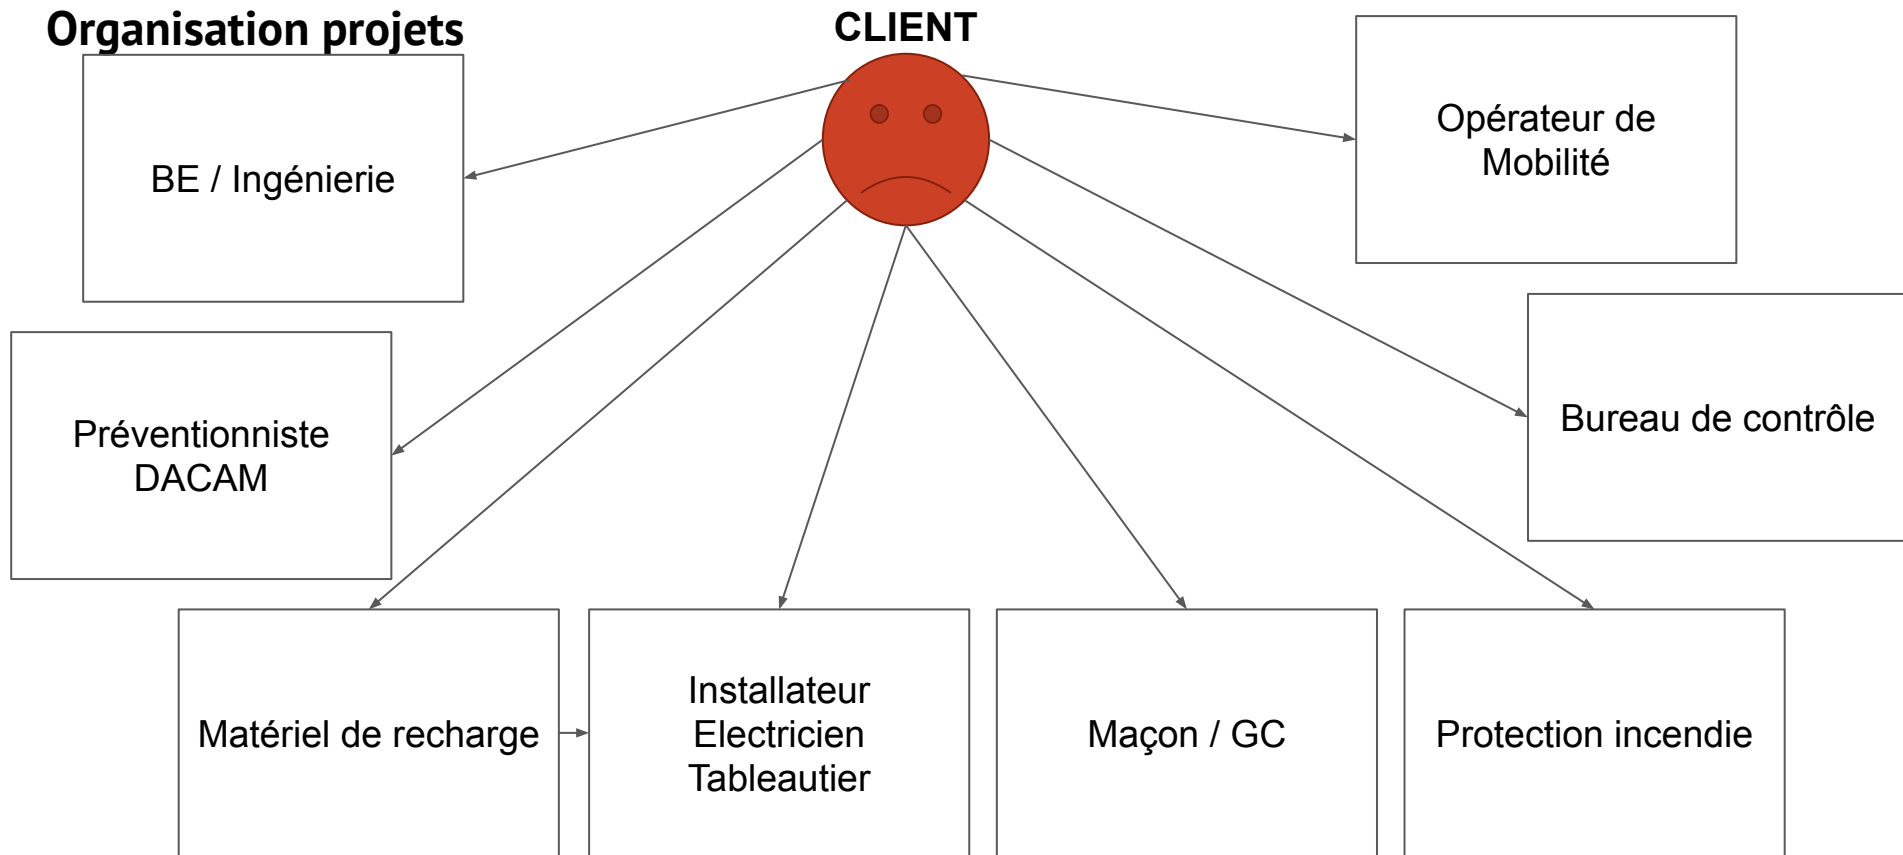 Organisation projets
CLIENT
BE / Ingénierie
Opérateur de
Mobilité
Préventionniste
DACAM
Bureau de contrôle
Matériel de recharge
Installateur
Electricien
Tableautier
Maçon / GC
Protection incendie